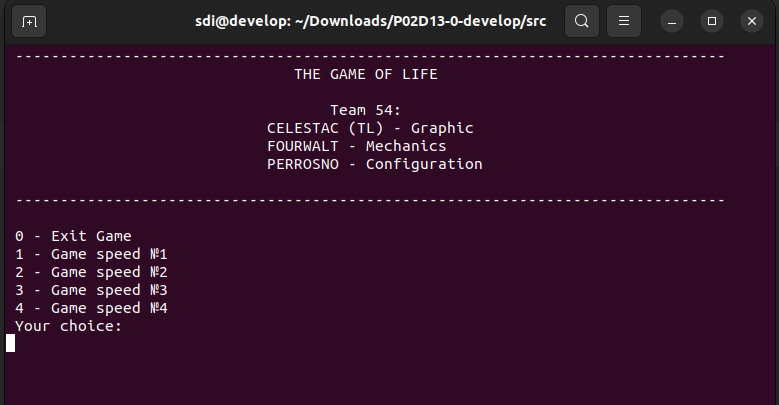 sdi@develop: ~/Downloads/P02D13-0-develop/src
--------------------------------------------------------------------------------
THE GAME OF LIFE
Team 54:
CELESTAC (TL) - Graphic
FOURWALT - Mechanics
PERROSNO - Configuration
--------------------------------------------------------------------------------
0 - Exit Game
1 - Game speed №1
2 - Game speed №2
3 - Game speed №3
4 - Game speed №4
Your choice: